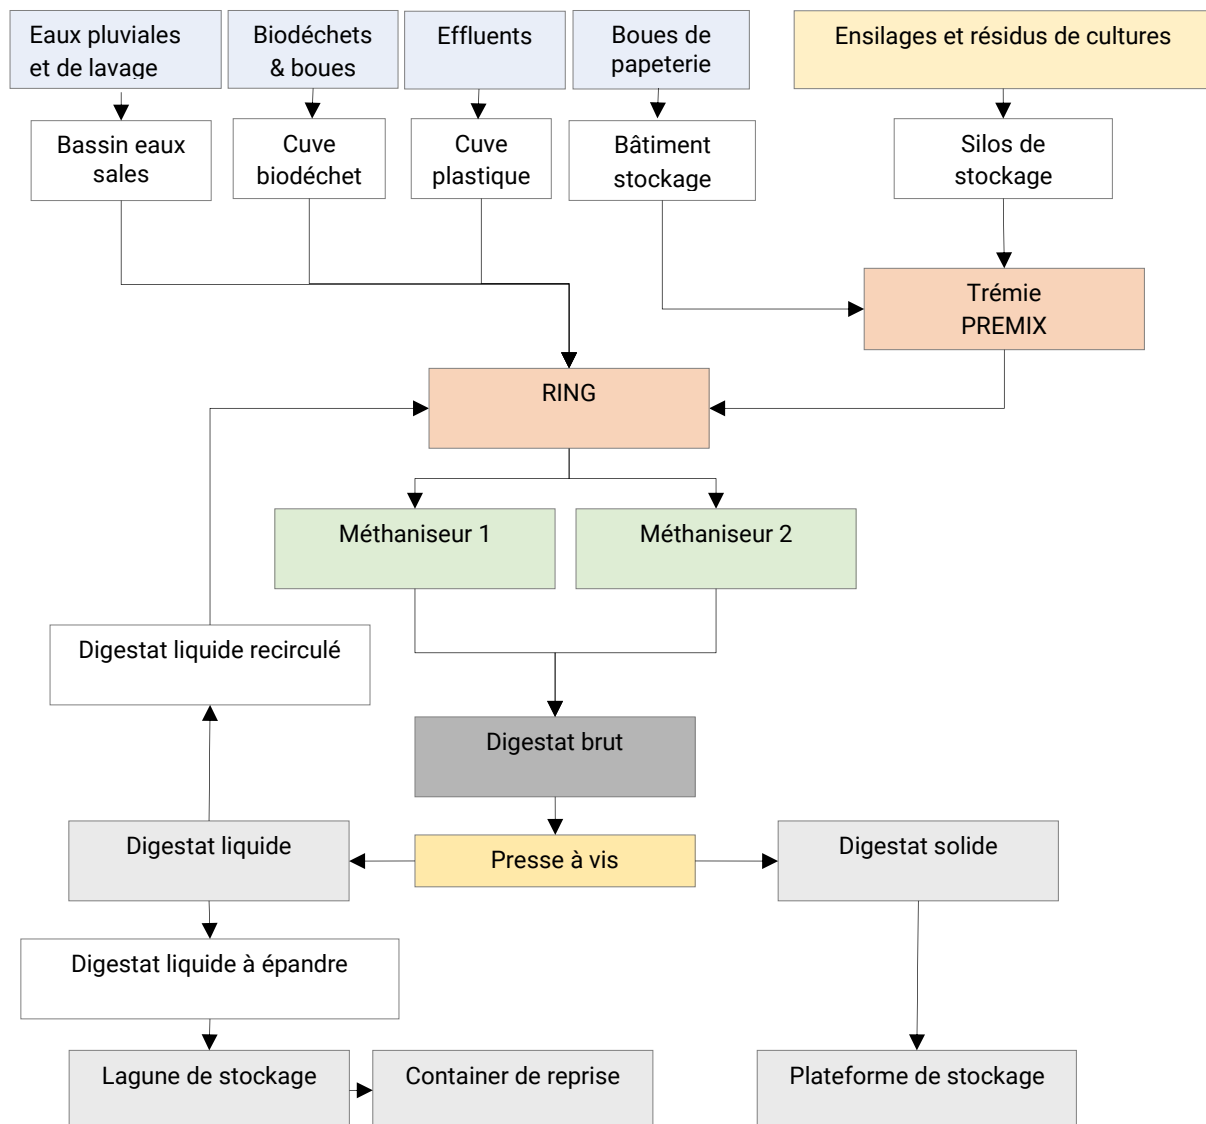 Eaux pluviales
et de lavage
Biodéchets
& boues
Effluents
Boues de
papeterie
Ensilages et résidus de cultures
Bassin eaux
sales
Cuve
biodéchet
Cuve
plastique
Bâtiment
stockage
Silos de
stockage
Trémie
PREMIX
RING
Méthaniseur 1
Méthaniseur 2
Digestat liquide recirculé
Digestat brut
Digestat liquide
Presse à vis
Digestat solide
Digestat liquide à épandre
Lagune de stockage
Container de reprise
Plateforme de stockage